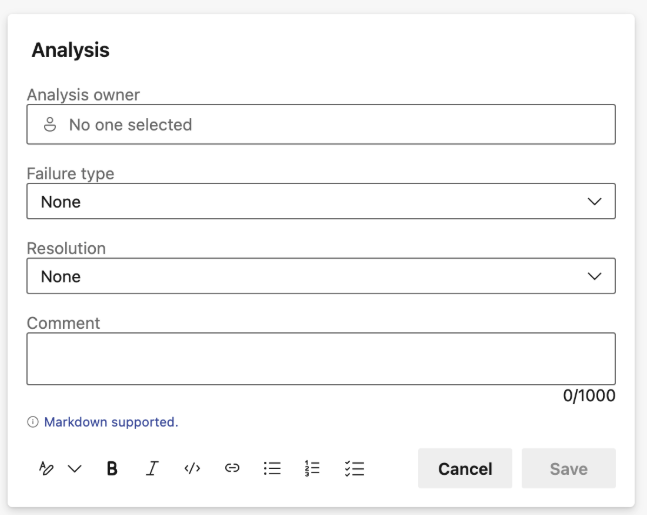 Analysis
Analysis owner
No one selected
Failure type
None
Resolution
None
Comment
0/1000
Markdown supported.
B I </>
Cancel Save